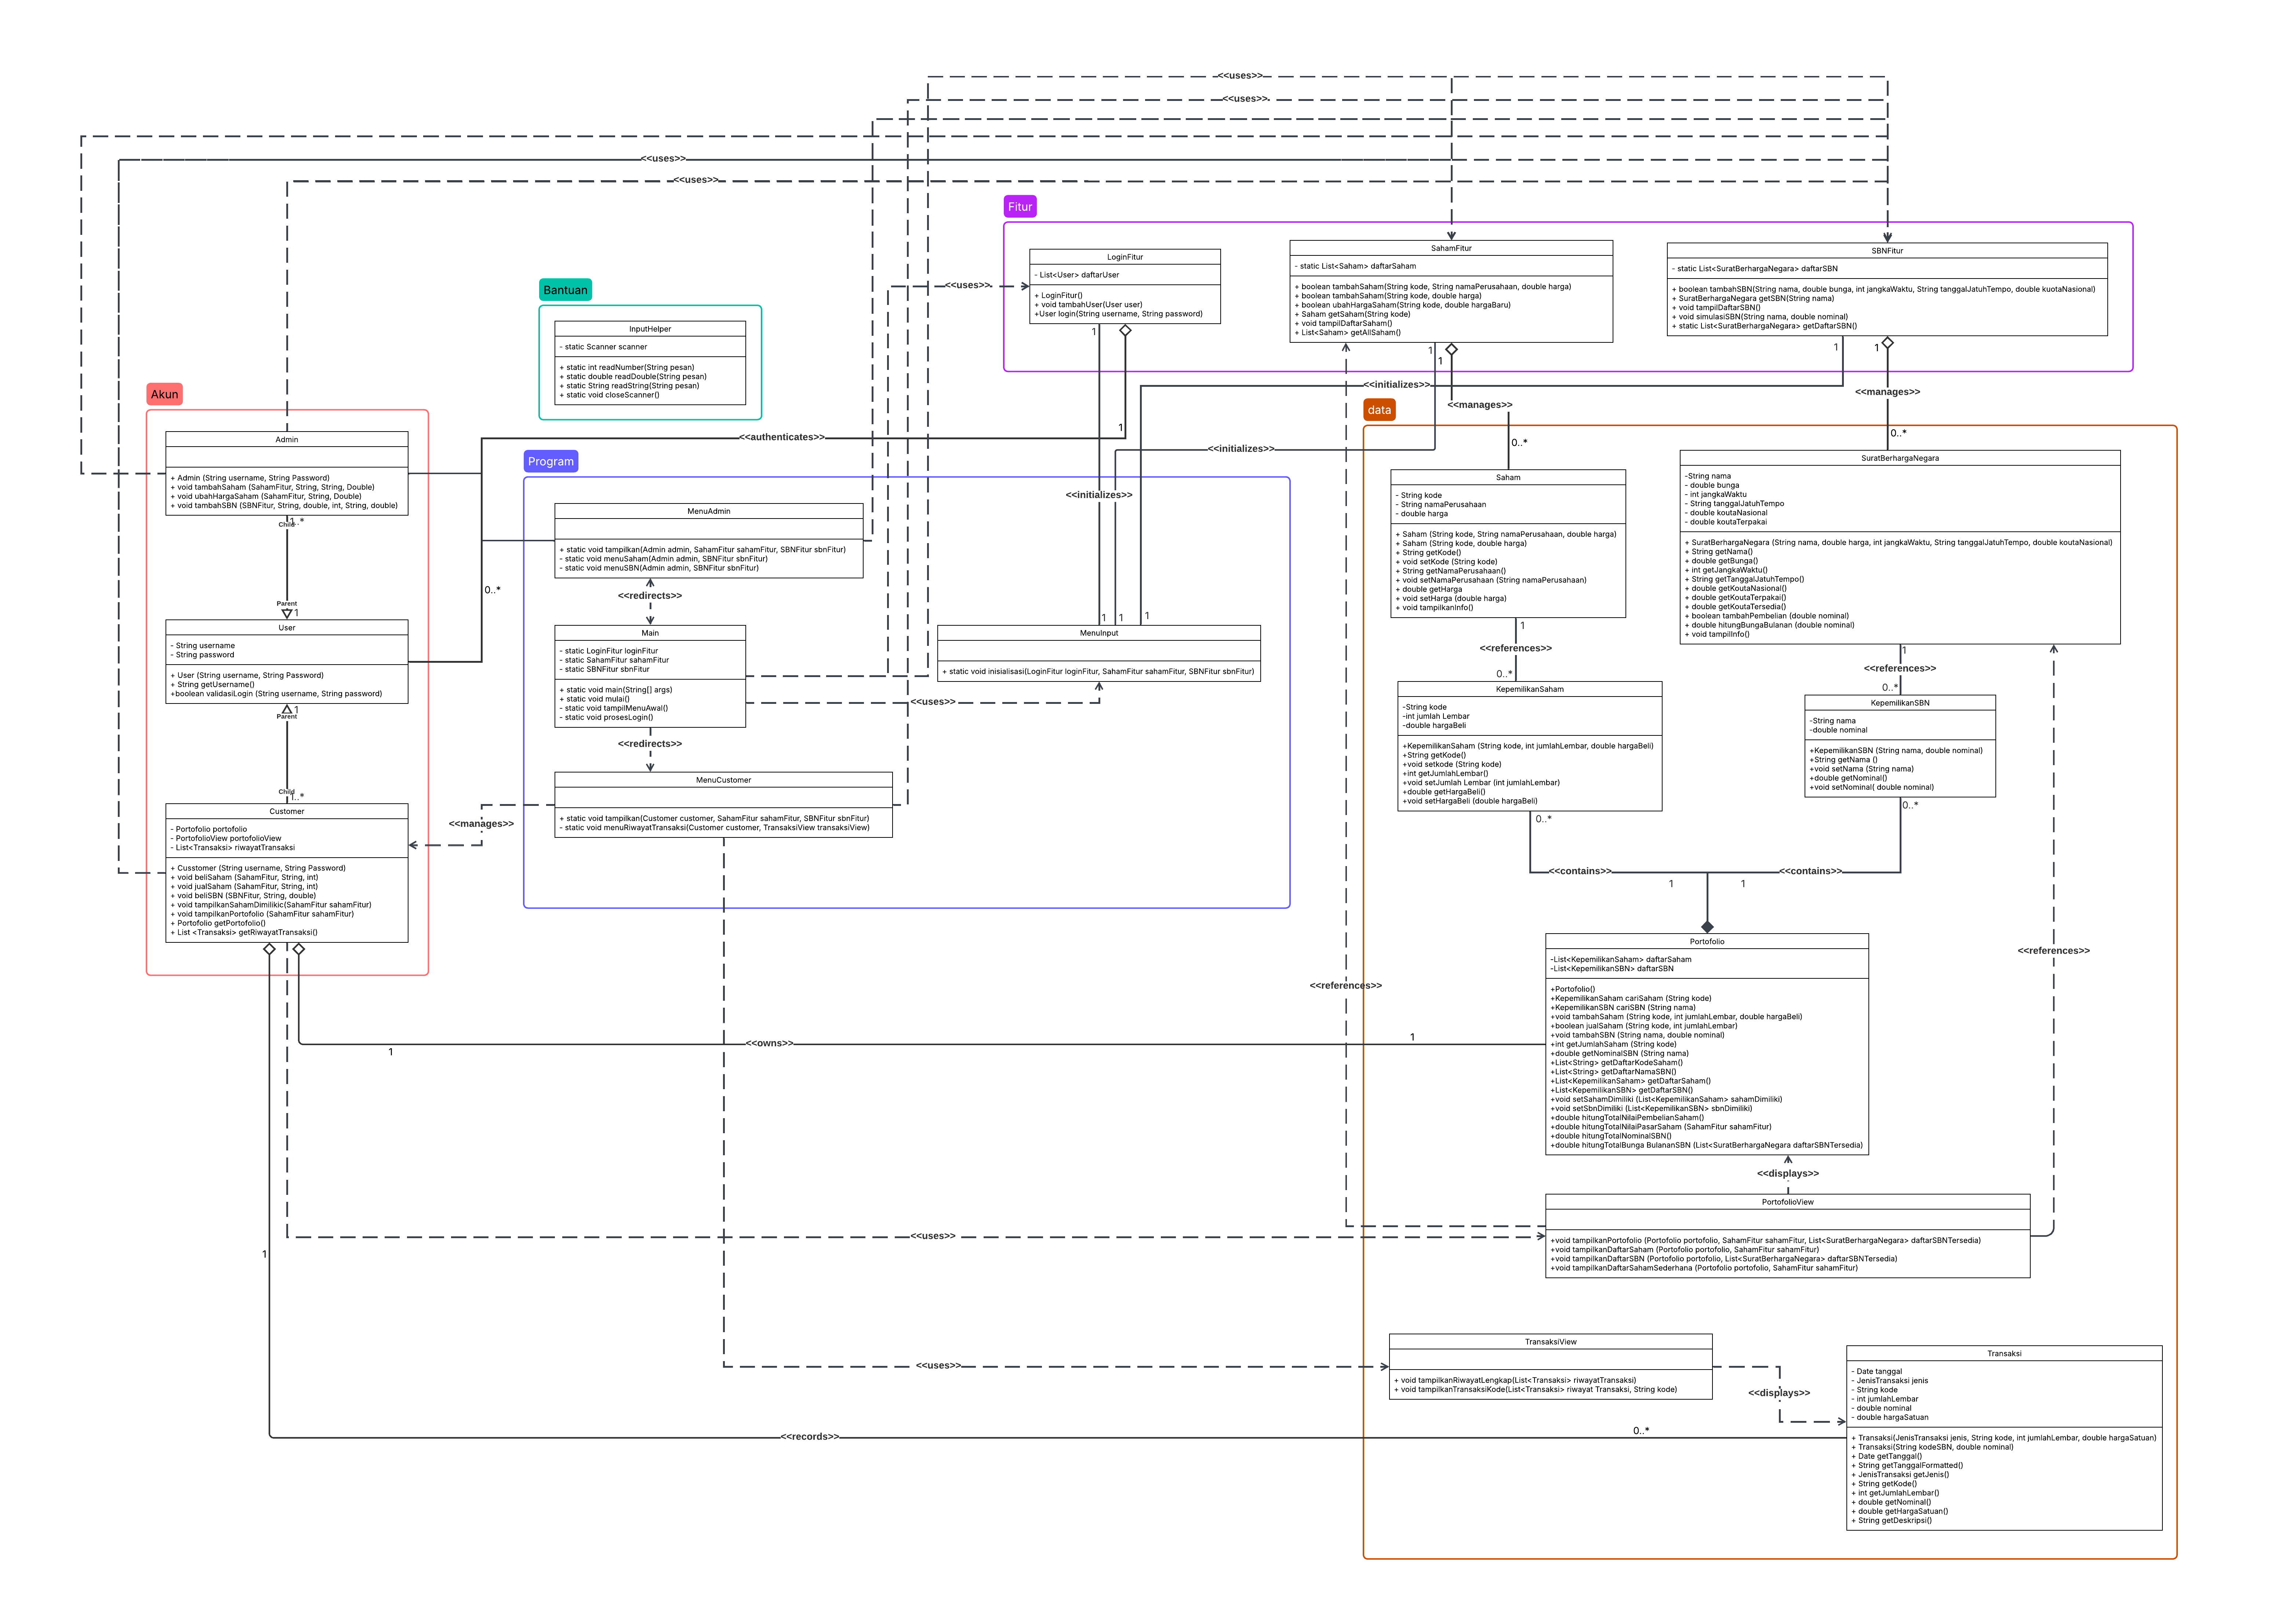 <<uses>>
<<uses>>
<<uses>>
<<uses>>
Fitur
LoginFitur
- List<User> daftarUser
+ LoginFitur()
+ void tambahUser(User user)
+User login(String username, String password)
SahamFitur
- static List<Saham> daftarSaham
+ boolean tambahSaham(String kode, String namaPerusahaan, double harga)
+ boolean tambahSaham(String kode, double harga)
+ boolean ubahHargaSaham(String kode, double hargaBaru)
+ Saham getSaham(String kode)
+ void tampilDaftarSaham()
+ List<Saham> getAllSaham()
SBNFitur
- static List<SuratBerhargaNegara> daftarSBN
+ boolean tambahSBN(String nama, double bunga, int jangkaWaktu, String tanggalJatuhTempo, double kuotaNasional)
+ SuratBerhargaNegara getSBN(String nama)
+ void tampilDaftarSBN()
+ void simulasiSBN(String nama, double nominal)
+ static List<SuratBerhargaNegara> getDaftarSBN()
<<uses>>
1
1
1
1
1
1
<<initializes>>
<<manages>>
<<manages>>
<<authenticates>>
<<initializes>>
<<initializes>>
0..*
0..*
Bantuan
InputHelper
- static Scanner scanner
+ static int readNumber(String pesan)
+ static double readDouble(String pesan)
+ static String readString(String pesan)
+ static void closeScanner()
Akun
Admin
+ Admin (String username, String Password)
+ void tambahSaham (SahamFitur, String, String, Double)
+ void ubahHargaSaham (SahamFitur, String, Double)
+ void tambahSBN (SBNFitur, String, double, int, String, double)
1..*
Child
Parent
1
0..*
User
- String username
- String password
+ User (String username, String Password)
+ String getUsername()
+boolean validasiLogin (String username, String password)
1
Parent
Child
1..*
Customer
- Portofolio portofolio
- PortofolioView portofolioView
- List<Transaksi> riwayatTransaksi
+ Cusstomer (String username, String Password)
+ void beliSaham (SahamFitur, String, int)
+ void jualSaham (SahamFitur, String, int)
+ void beliSBN (SBNFitur, String, double)
+ void tampilkanSahamDimilikic(SahamFitur sahamFitur)
+ void tampilkanPortofolio (SahamFitur sahamFitur)
+ Portofolio getPortofolio()
+ List <Transaksi> getRiwayatTransaksi()
Program
MenuAdmin
+ static void tampilkan(Admin admin, SahamFitur sahamFitur, SBNFitur sbnFitur)
- static void menuSaham(Admin admin, SBNFitur sbnFitur)
- static void menuSBN(Admin admin, SBNFitur sbnFitur)
<<redirects>>
Main
- static LoginFitur loginFitur
- static SahamFitur sahamFitur
- static SBNFitur sbnFitur
+ static void main(String[] args)
+ static void mulai()
- static void tampilMenuAwal()
- static void prosesLogin()
<<uses>>
<<redirects>>
1
1
1
MenuInput
+ static void inisialisasi(LoginFitur loginFitur, SahamFitur sahamFitur, SBNFitur sbnFitur)
MenuCustomer
+ static void tampilkan(Customer customer, SahamFitur sahamFitur, SBNFitur sbnFitur)
- static void menuRiwayatTransaksi(Customer customer, TransaksiView transaksiView)
<<manages>>
data
Saham
- String kode
- String namaPerusahaan
- double harga
+ Saham (String kode, String namaPerusahaan, double harga)
+ Saham (String kode, double harga)
+ String getKode()
+ void setKode (String kode)
+ String getNamaPerusahaan()
+ void setNamaPerusahaan (String namaPerusahaan)
+ double getHarga
+ void setHarga (double harga)
+ void tampilkanInfo()
1
<<references>>
0..*
SuratBerhargaNegara
-String nama
- double bunga
- int jangkaWaktu
- String tanggalJatuhTempo
- double koutaNasional
- double koutaTerpakai
+ SuratBerhargaNegara (String nama, double harga, int jangkaWaktu, String tanggalJatuhTempo, double koutaNasional)
+ String getNama()
+ double getBunga()
+ int getJangkaWaktu()
+ String getTanggalJatuhTempo()
+ double getKoutaNasional()
+ double getKoutaTerpakai()
+ double getKoutaTersedia()
+ boolean tambahPembelian (double nominal)
+ double hitungBungaBulanan (double nominal)
+ void tampilInfo()
1
<<references>>
0..*
KepemilikanSaham
-String kode
-int jumlah Lembar
-double hargaBeli
+KepemilikanSaham (String kode, int jumlahLembar, double hargaBeli)
+String getKode()
+void setkode (String kode)
+int getJumlahLembar()
+void setJumlah Lembar (int jumlahLembar)
+double getHargaBeli()
+void setHargaBeli (double hargaBeli)
0..*
KepemilikanSBN
-String nama
-double nominal
+KepemilikanSBN (String nama, double nominal)
+String getNama ()
+void setNama (String nama)
+double getNominal()
+void setNominal( double nominal)
0..*
<<contains>>
<<contains>>
1
1
Portofolio
-List<KepemilikanSaham> daftarSaham
-List<KepemilikanSBN> daftarSBN
+Portofolio()
+KepemilikanSaham cariSaham (String kode)
+KepemilikanSBN cariSBN (String nama)
+void tambahSaham (String kode, int jumlahLembar, double hargaBeli)
+boolean jualSaham (String kode, int jumlahLembar)
+void tambahSBN (String nama, double nominal)
+int getJumlahSaham (String kode)
+double getNominalSBN (String nama)
+List<String> getDaftarKodeSaham()
+List<String> getDaftarNamaSBN()
+List<KepemilikanSaham> getDaftarSaham()
+List<KepemilikanSBN> getDaftarSBN()
+void setSahamDimiliki (List<KepemilikanSaham> sahamDimiliki)
+void setSbnDimiliki (List<KepemilikanSBN> sbnDimiliki)
+double hitungTotalNilaiPembelianSaham()
+double hitungTotalNilaiPasarSaham (SahamFitur sahamFitur)
+double hitungTotalNominalSBN()
+double hitungTotalBunga BulananSBN (List<SuratBerhargaNegara daftarSBNTersedia)
<<references>>
<<references>>
1
<<owns>>
1
<<displays>>
PortofolioView
+void tampilkanPortofolio (Portofolio portofolio, SahamFitur sahamFitur, List<SuratBerhargaNegara> daftarSBNTersedia)
+void tampilkanDaftarSaham (Portofolio portofolio, SahamFitur sahamFitur)
+void tampilkanDaftarSBN (Portofolio portofolio, List<SuratBerhargaNegara> daftarSBNTersedia)
+void tampilkanDaftarSahamSederhana (Portofolio portofolio, SahamFitur sahamFitur)
<<uses>>
1
TransaksiView
+ void tampilkanRiwayatLengkap(List<Transaksi> riwayatTransaksi)
+ void tampilkanTransaksiKode(List<Transaksi> riwayat Transaksi, String kode)
<<uses>>
<<displays>>
Transaksi
- Date tanggal
- JenisTransaksi jenis
- String kode
- int jumlahLembar
- double nominal
- double hargaSatuan
+ Transaksi(JenisTransaksi jenis, String kode, int jumlahLembar, double hargaSatuan)
+ Transaksi(String kodeSBN, double nominal)
+ Date getTanggal()
+ String getTanggalFormatted()
+ JenisTransaksi getJenis()
+ String getKode()
+ int getJumlahLembar()
+ double getNominal()
+ double getHargaSatuan()
+ String getDeskripsi()
<<records>>
0..*